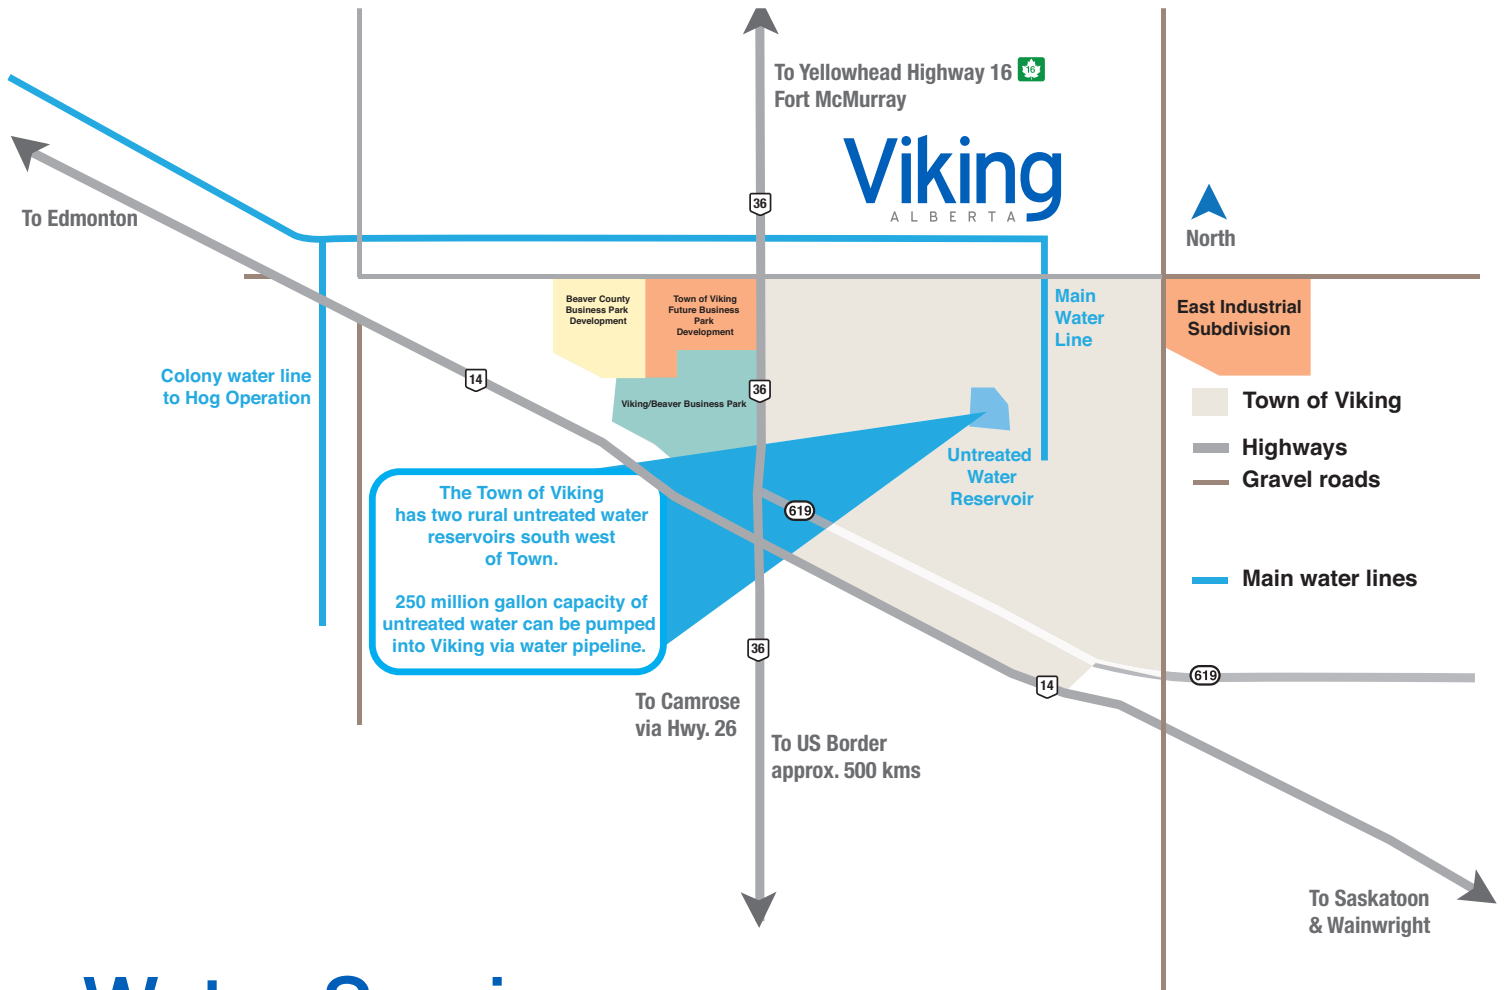 To Yellowhead Highway 16 16
Fort McMurray
Viking
ALBERTA
36
To Edmonton
North
Beaver County
Business Park
Development
Town of Viking
Future Business
Park
Development
Main
Water
Line
East Industrial
Subdivision
Colony water line
to Hog Operation
14
36
Viking/Beaver Business Park
Town of Viking
Highways
Gravel roads
Main water lines
Untreated
Water
Reservoir
The Town of Viking
has two rural untreated water
reservoirs south west
of Town.
250 million gallon capacity of
untreated water can be pumped
into Viking via water pipeline.
619
36
14
619
To Camrose
via Hwy. 26
To US Border
approx. 500 kms
To Saskatoon
& Wainwright